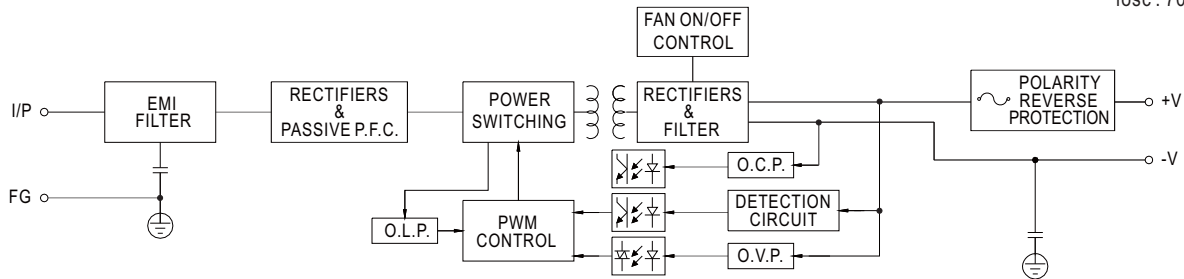 fosc : 70
FAN ON/OFF
CONTROL
I/P
EMI
FILTER
RECTIFIERS
&
PASSIVE P.F.C.
POWER
SWITCHING
RECTIFIERS
&
FILTER
POLARITY
REVERSE
PROTECTION
+V
-V
O.C.P.
FG
O.L.P.
PWM
CONTROL
DETECTION
CIRCUIT
O.V.P.